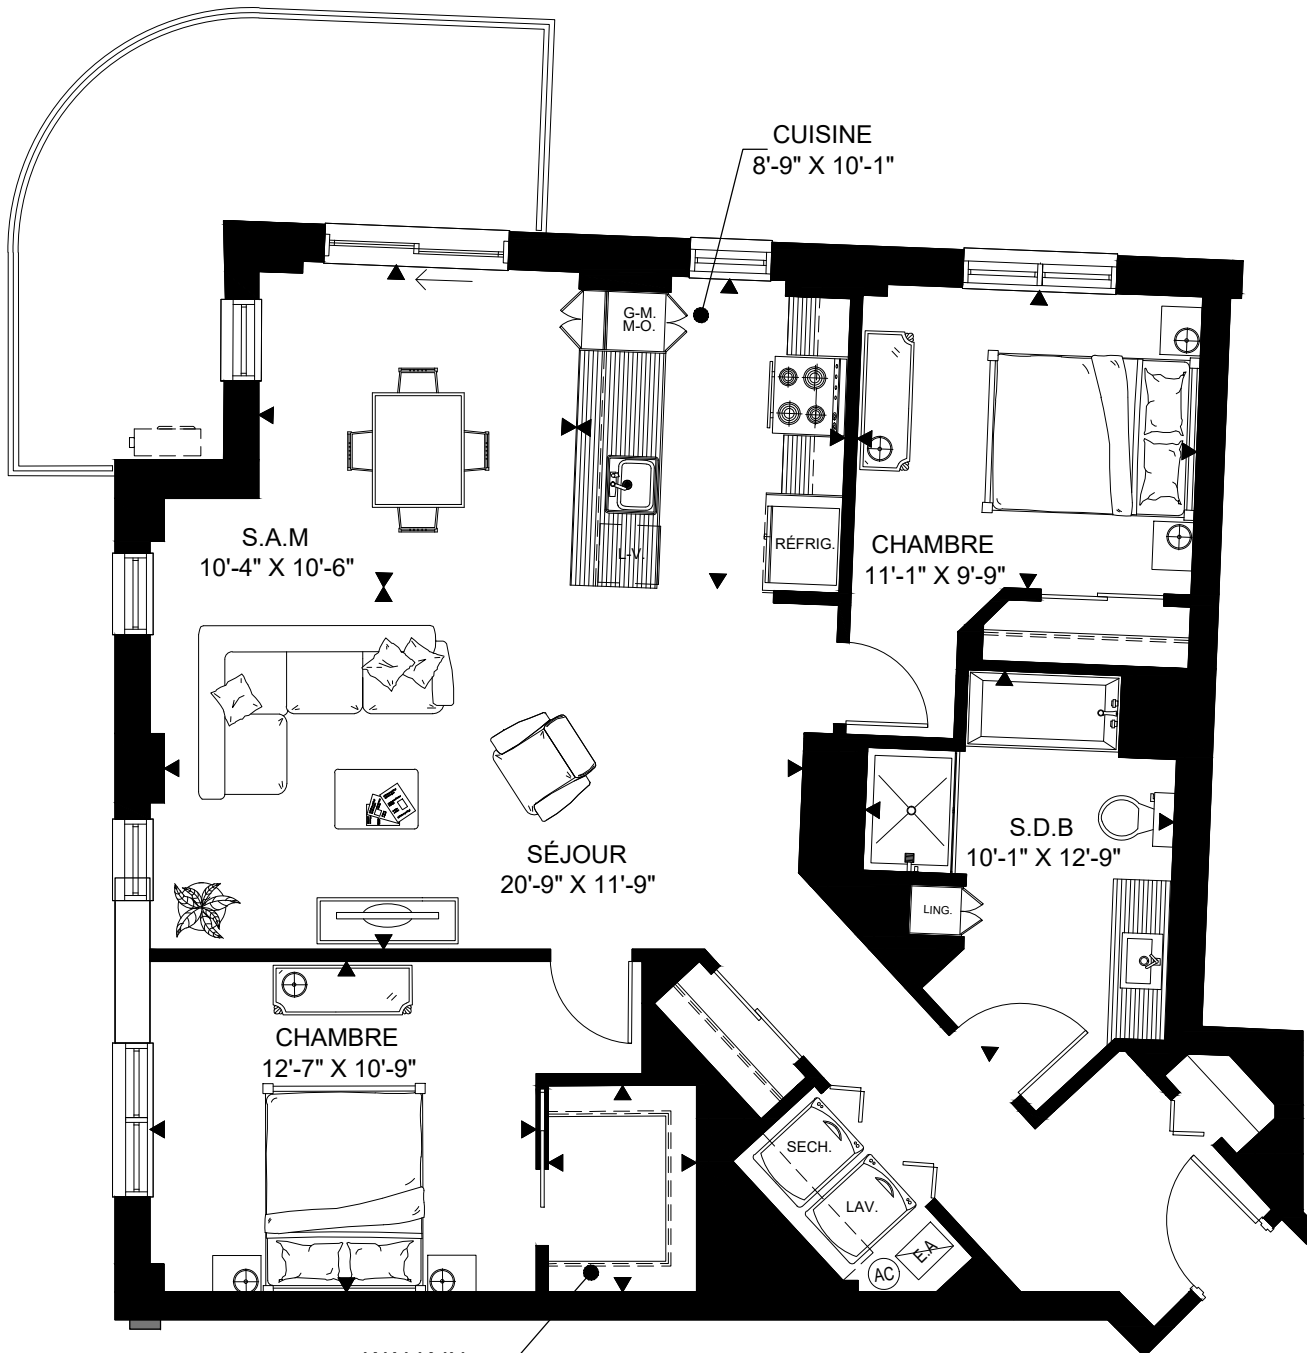 CUISINE
8'-9" X 10'-1"
G-M.
M-O.
S.A.M
10'-4" X 10'-6"
L-V.
RÉFRIG.
CHAMBRE
11'-1" X 9'-9"
SÉJOUR
20'-9" X 11'-9"
S.D.B
10'-1" X 12'-9"
LING.
CHAMBRE
12'-7" X 10'-9"
SECH.
LAV.
E.A
AC